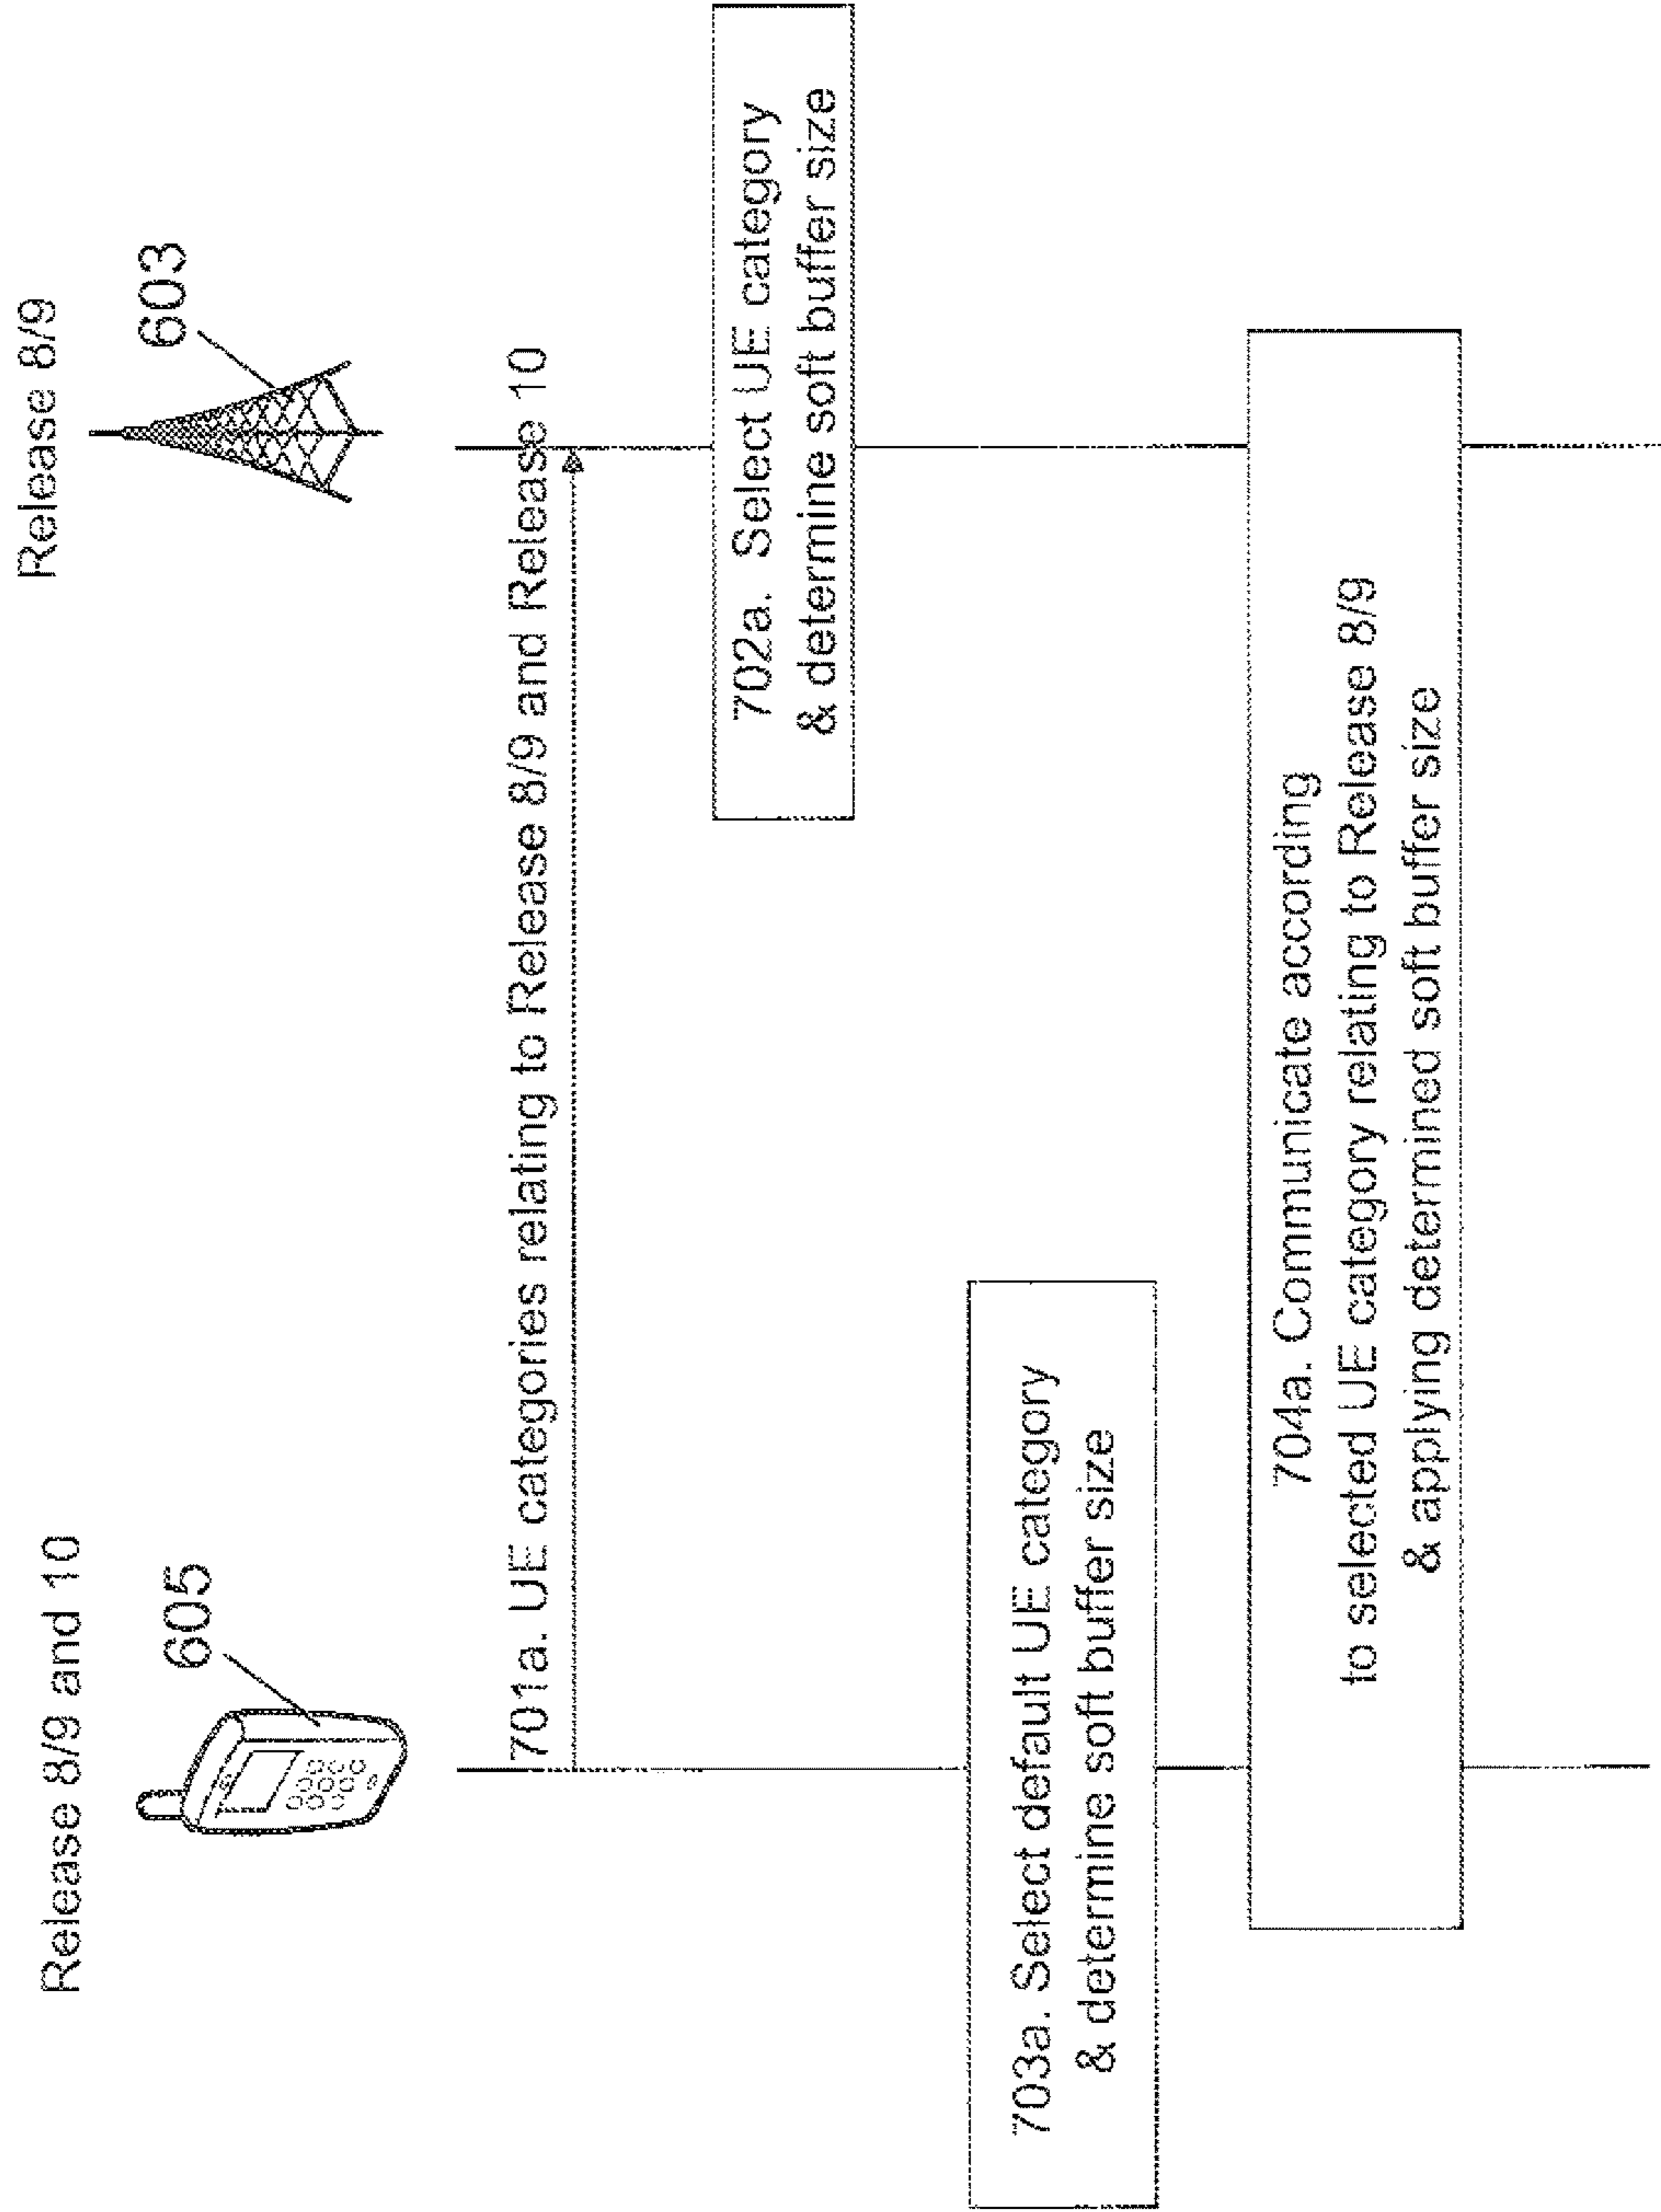 Release 8/9 and 10
605
Release 8/9
603
701a. UE categories relating to Release 8/9 and Release 10
702a. Select UE category
& determine soft buffer size
703a. Select default UE category
& determine soft buffer size
704a. Communicate according
to selected UE category relating to Release 8/9
& applying determined soft buffer size